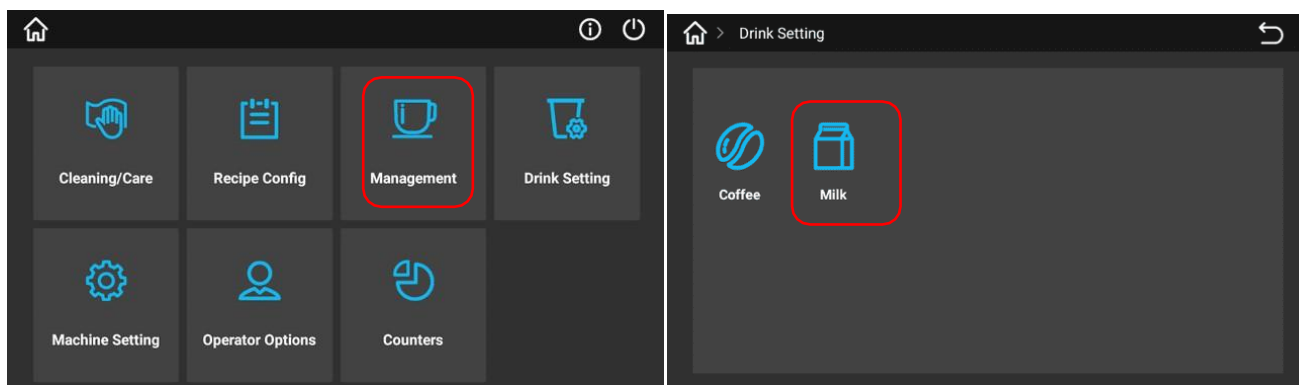 > Drink Setting
Cleaning/Care
Recipe Config
Management
Drink Setting
Coffee
Milk
Machine Setting
Operator Options
Counters